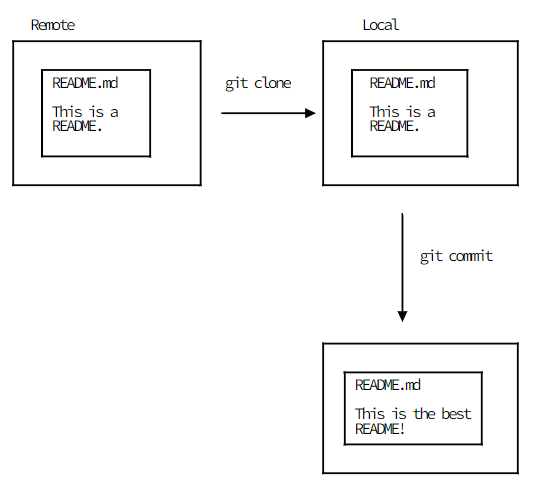 Remote
Local
README.md
This is a
README.
git clone
README.md
This is a
README.
git commit
README.md
This is the best
README!